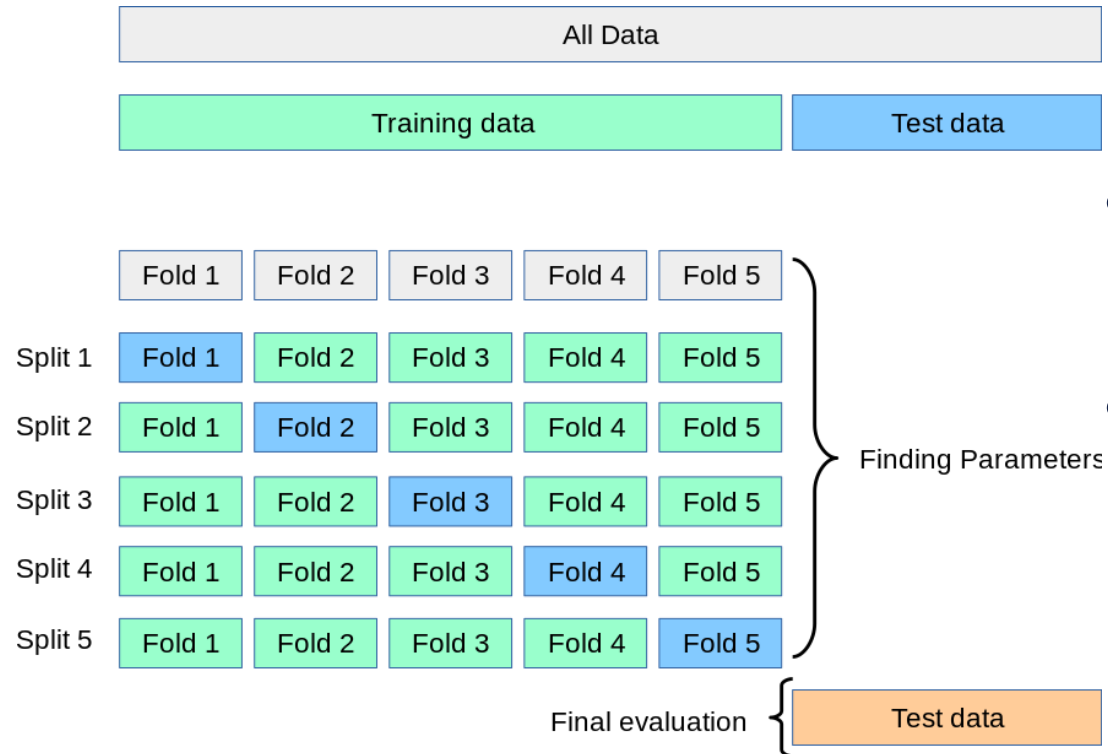 All Data
Training data Test data
Fold 1 Fold 2 Fold 3 Fold 4 Fold 5
Split 1 Fold 1 Fold 2 Fold 3 Fold 4 Fold 5
Split 2 Fold 1 Fold 2 Fold 3 Fold 4 Fold 5
Finding Parameters
Split 3 Fold 1 Fold 2 Fold 3 Fold 4 Fold 5
Split 4 Fold 1 Fold 2 Fold 3 Fold 4 Fold 5
Split 5 Fold 1 Fold 2 Fold 3 Fold 4 Fold 5
Final evaluation Test data